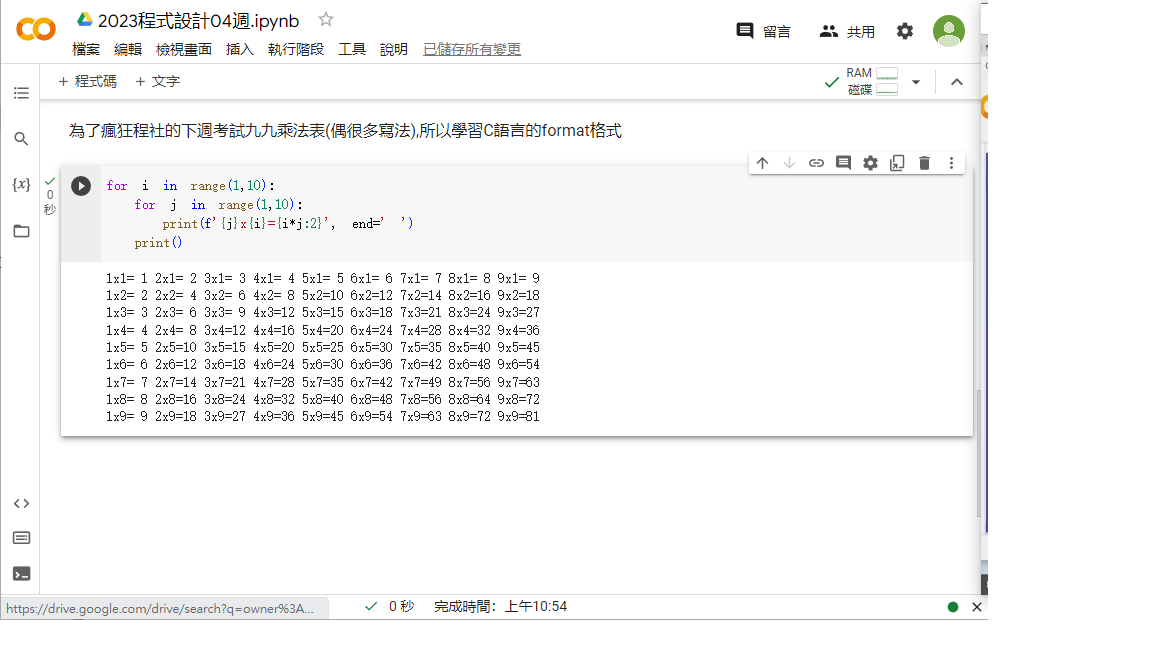 2023程式設計04週.ipynb
檔案 編輯 檢視畫面 插入 執行階段 工具 說明 已儲存所有變更
留言 共用
+ 程式碼 + 文字
RAM
磁碟
為了瘋狂程社的下週考試九九乘法表(偶很多寫法),所以學習C語言的format格式
{x}
0
秒
for i in range(1,10):
    for j in range(1,10):
        print(f'{j}x{i}={i*j:2}', end=' ')
    print()
1x1= 1 2x1= 2 3x1= 3 4x1= 4 5x1= 5 6x1= 6 7x1= 7 8x1= 8 9x1= 9
1x2= 2 2x2= 4 3x2= 6 4x2= 8 5x2=10 6x2=12 7x2=14 8x2=16 9x2=18
1x3= 3 2x3= 6 3x3= 9 4x3=12 5x3=15 6x3=18 7x3=21 8x3=24 9x3=27
1x4= 4 2x4= 8 3x4=12 4x4=16 5x4=20 6x4=24 7x4=28 8x4=32 9x4=36
1x5= 5 2x5=10 3x5=15 4x5=20 5x5=25 6x5=30 7x5=35 8x5=40 9x5=45
1x6= 6 2x6=12 3x6=18 4x6=24 5x6=30 6x6=36 7x6=42 8x6=48 9x6=54
1x7= 7 2x7=14 3x7=21 4x7=28 5x7=35 6x7=42 7x7=49 8x7=56 9x7=63
1x8= 8 2x8=16 3x8=24 4x8=32 5x8=40 6x8=48 7x8=56 8x8=64 9x8=72
1x9= 9 2x9=18 3x9=27 4x9=36 5x9=45 6x9=54 7x9=63 8x9=72 9x9=81
https://drive.google.com/drive/search?q=owner%3A...
0 秒 完成時間: 上午10:54